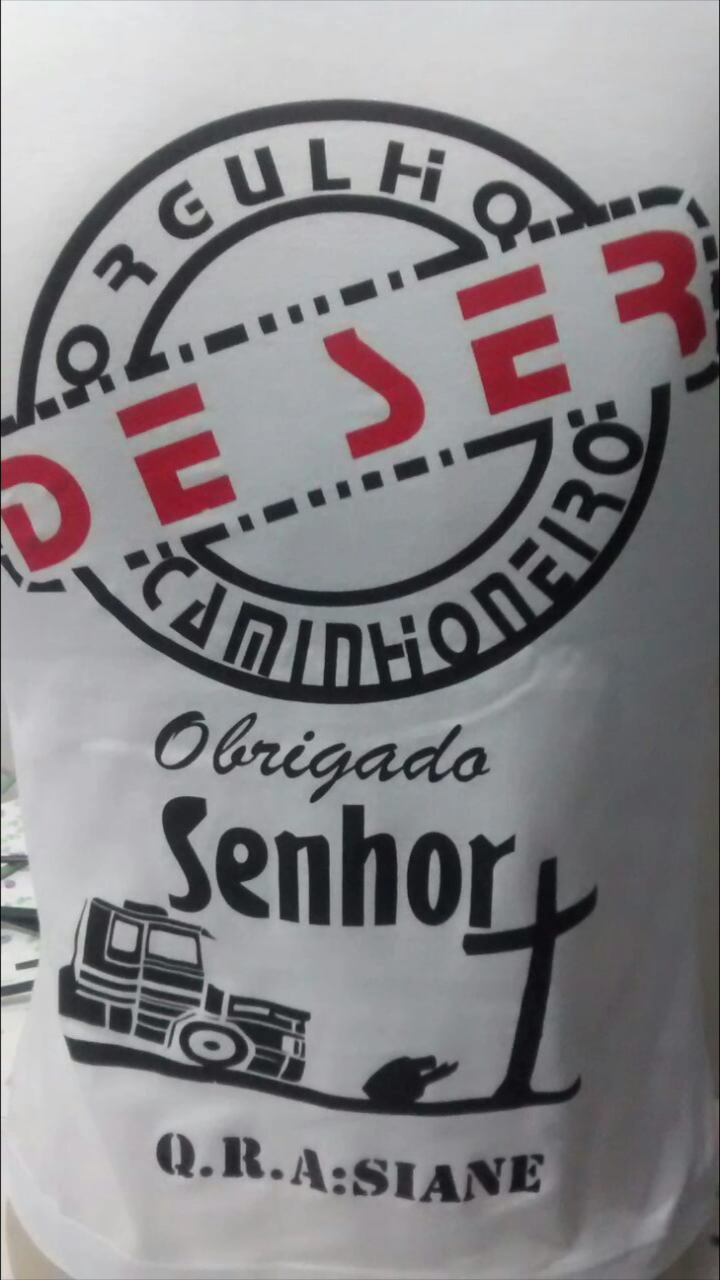 ORGULHO
DE SER
CAMINHONEIRO
Obrigado
Senhor
Q.R.A:SIANE